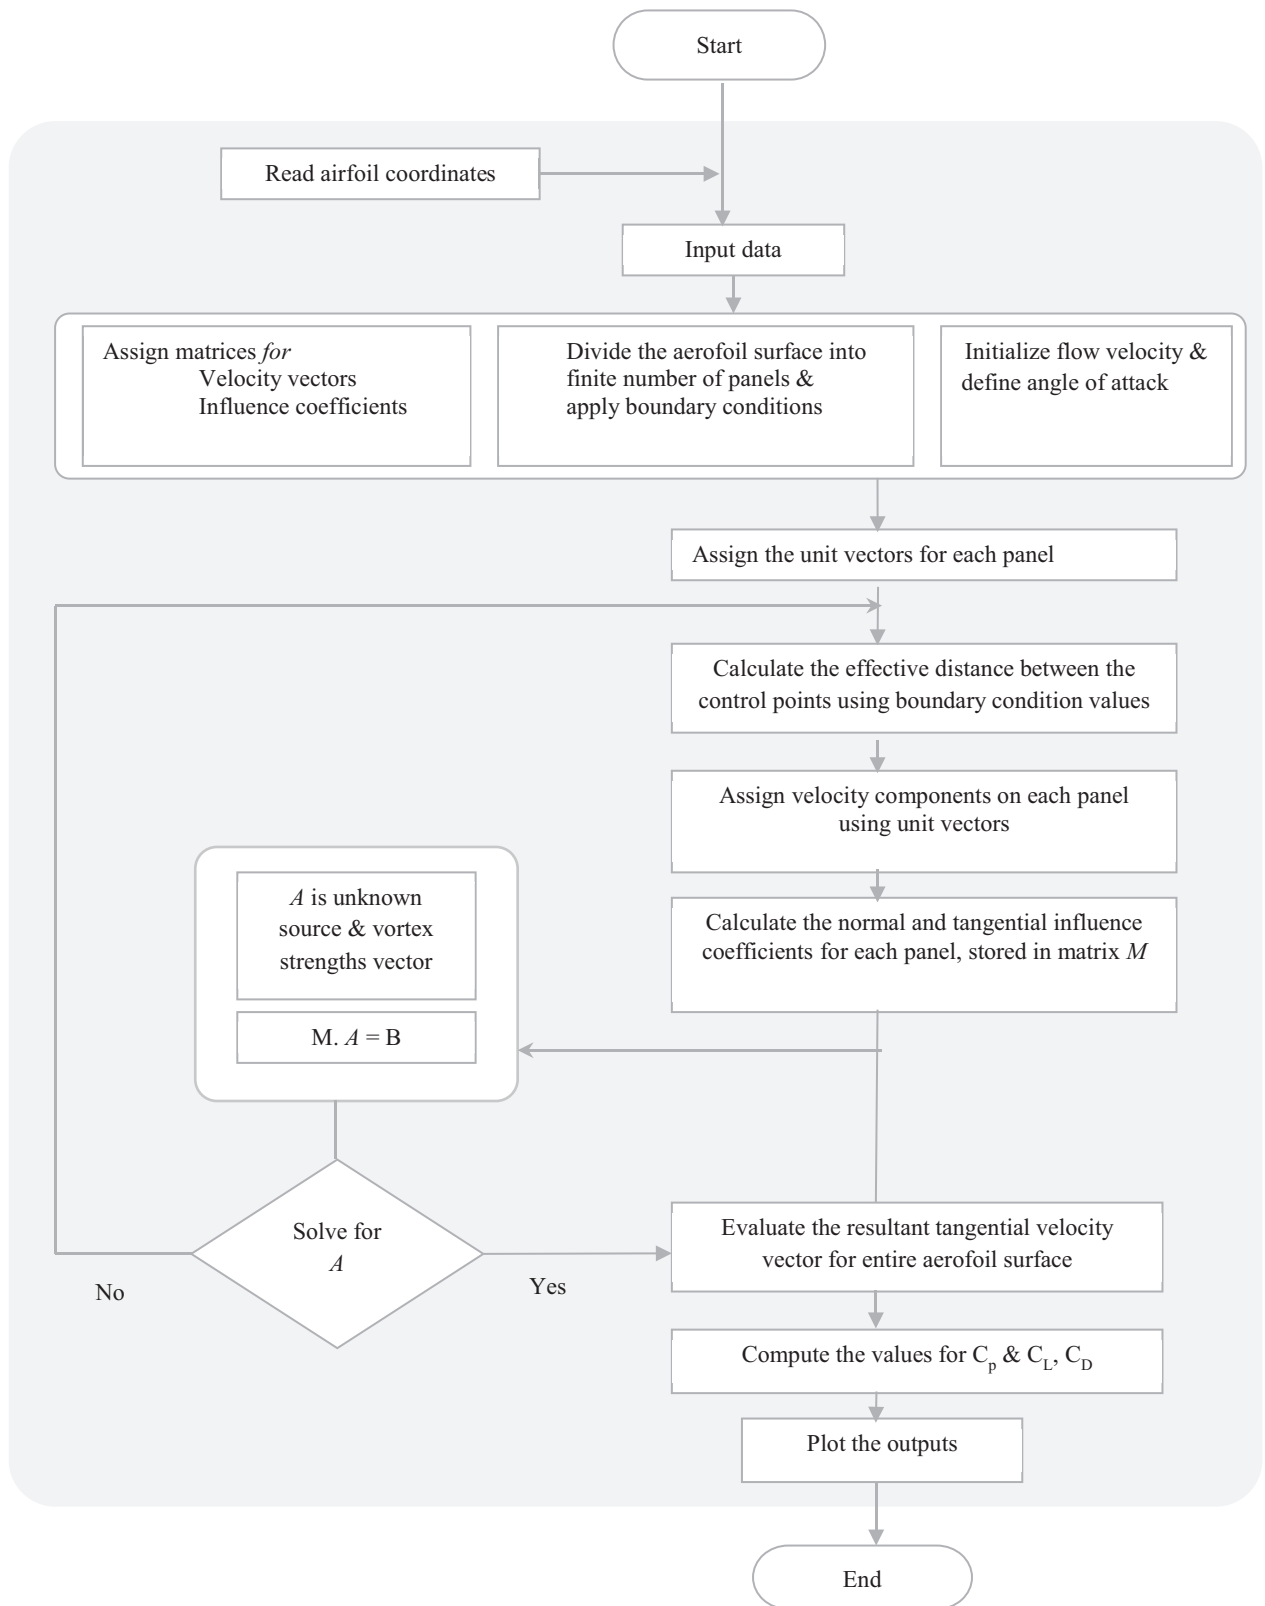 Start
Read airfoil coordinates
Input data
Assign matrices for
Velocity vectors
Influence coefficients
Divide the aerofoil surface into
finite number of panels &
apply boundary conditions
Initialize flow velocity &
define angle of attack
Assign the unit vectors for each panel
Calculate the effective distance between the
control points using boundary condition values
Assign velocity components on each panel
using unit vectors
Calculate the normal and tangential influence
coefficients for each panel, stored in matrix M
A is unknown
source & vortex
strengths vector
M. A = B
Solve for
A
No
Yes
Evaluate the resultant tangential velocity
vector for entire aerofoil surface
Compute the values for Cp & CL, CD
Plot the outputs
End